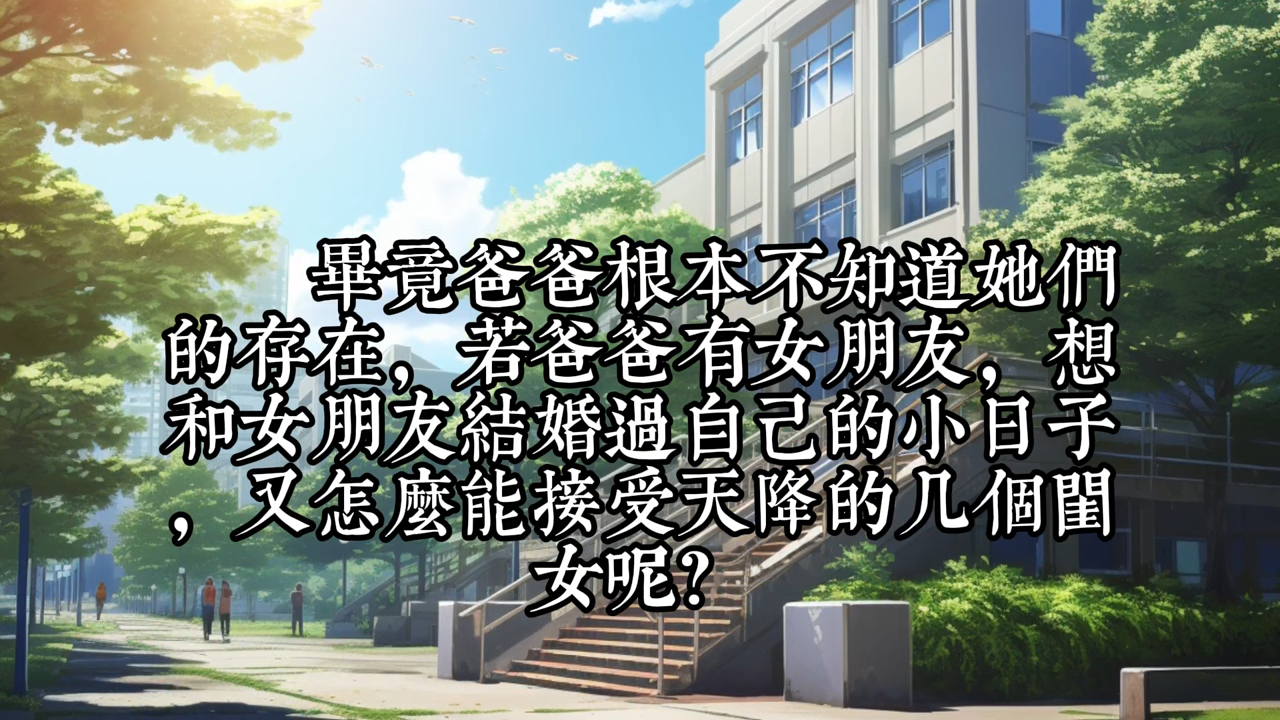 畢竟爸爸根本不知道她們
的存在，若爸爸有女朋友，想
和女朋友結婚過自己的小日子
，又怎麼能接受天降的几個閨
女呢？